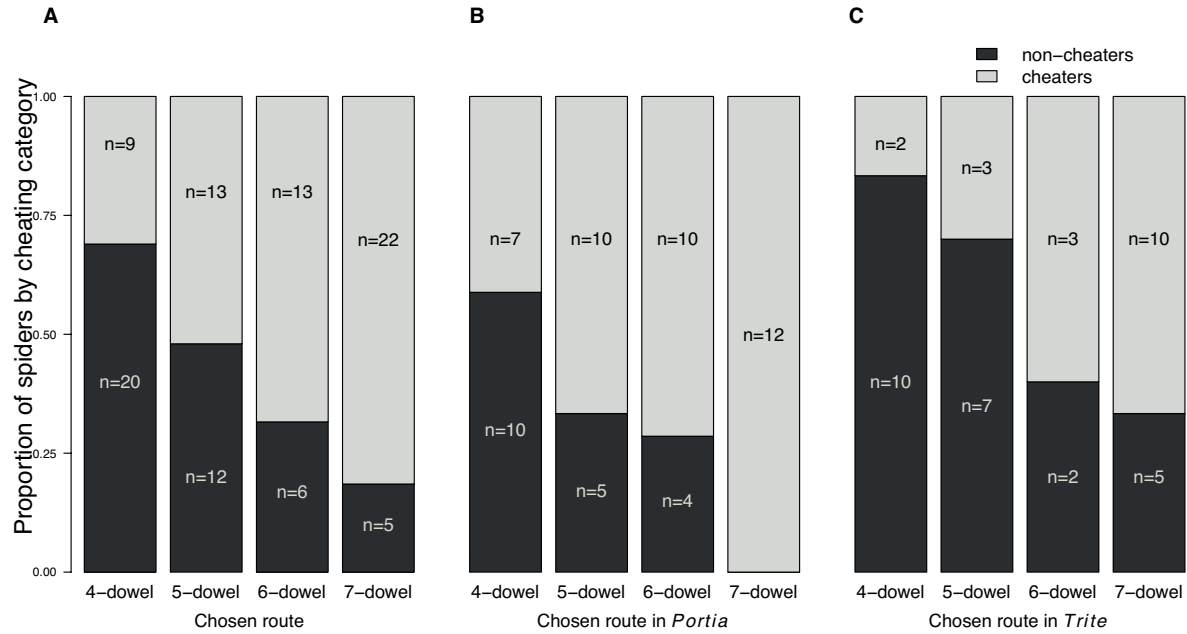 A
B
C
non−cheaters
cheaters
Proportion of spiders by cheating category
1.00
0.75
0.50
0.25
0.00
n=9
n=13
n=13
n=22
n=20
n=12
n=6
n=5
4−dowel 5−dowel 6−dowel 7−dowel
Chosen route
n=7
n=10
n=10
n=12
n=10
n=5
n=4
4−dowel 5−dowel 6−dowel 7−dowel
Chosen route in Portia
n=2
n=3
n=3
n=10
n=10
n=7
n=2
n=5
4−dowel 5−dowel 6−dowel 7−dowel
Chosen route in Trite